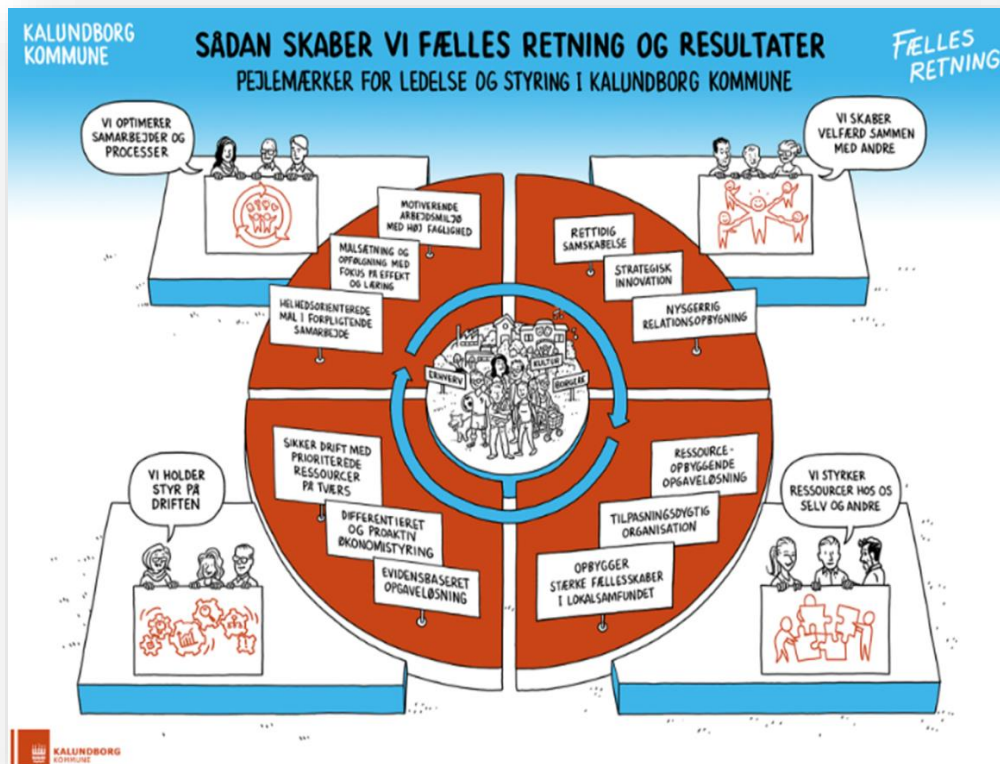 KALUNDBORG
KOMMUNE
SÅDAN SKABER VI FÆLLES RETNING OG RESULTATER
PEJLEMÆRKER FOR LEDELSE OG STYRING I KALUNDBORG KOMMUNE
FÆLLES
RETNING
VI OPTIMERER
SAMARBEJDER OG
PROCESSER
VI SKABER
VELFÆRD SAMMEN
MED ANDRE
MOTIVERENDE
ARBEJDSMILJØ
MED HØJ FAGLIGHED
MÅLSÆTNING OG
OPFØLGNING MED
FOKUS PÅ EFFEKT
OG LÆRING
HELHEDSORIENTEREDE
MÅL I FORPLIGTENDE
SAMARBEJDE
RETTIDIG
SAMSKABELSE
STRATEGISK
INNOVATION
NYSGERRIG
RELATIONSOPBYGNING
ERHVERV
KULTUR
BORGERE
SIKKER DRIFT MED
PRIORITEREDE
RESSOURCER
PÅ TVÆRS
DIFFERENTIERET
OG PROAKTIV
ØKONOMISTYRING
EVIDENSBASERET
OPGAVELØSNING
RESSOURCE-
OPBYGGENDE
OPGAVELØSNING
TILPASNINGSDYGTIG
ORGANISATION
OPBYGGER
STÆRKE FÆLLESSKABER
I LOKALSAMFUNDET
VI HOLDER
STYR PÅ
DRIFTEN
VI STYRKER
RESSOURCER HOS OS
SELV OG ANDRE
KALUNDBORG
KOMMUNE